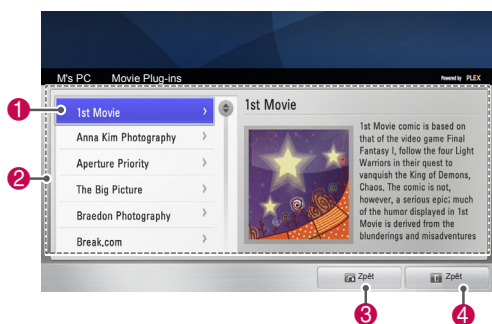 M's PC Movie Plug-ins Powered by PLEX
1 1st Movie
Anna Kim Photography
Aperture Priority
2 The Big Picture
Braedon Photography
Break.com
1st Movie
1st Movie comic is based on
that of the video game Final
Fantasy I, follow the four Light
Warriors in their quest to
vanquish the King of Demons,
Chaos. The comic is not,
however, a serious epic; much
of the humor displayed in 1st
Movie is derived from the
blunderings and misadventures
Zpět
Zpět
3 4